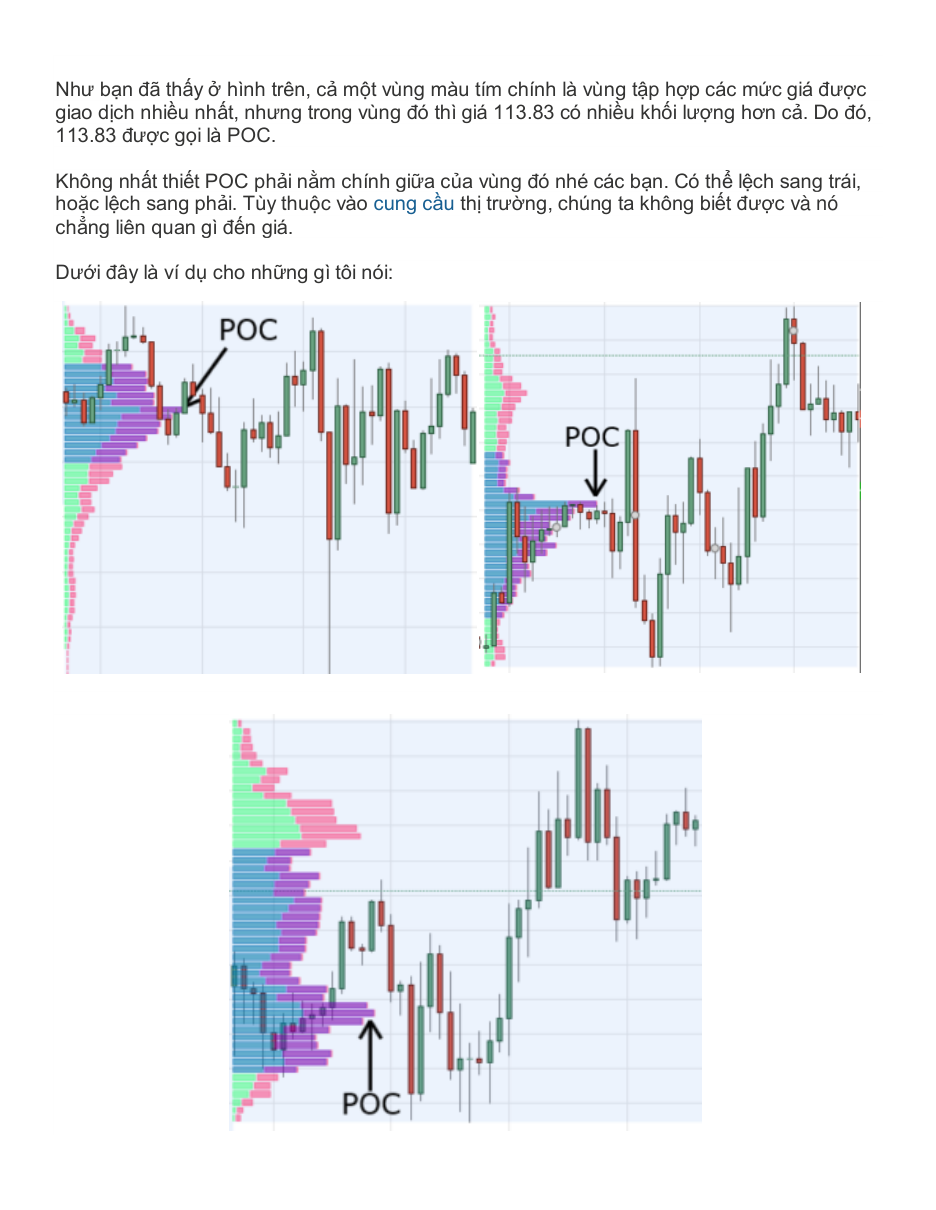 Như bạn đã thấy ở hình trên, cả một vùng màu tím chính là vùng tập hợp các mức giá được
giao dịch nhiều nhất, nhưng trong vùng đó thì giá 113.83 có nhiều khối lượng hơn cả. Do đó,
113.83 được gọi là POC.
Không nhất thiết POC phải nằm chính giữa của vùng đó nhé các bạn. Có thể lệch sang trái,
hoặc lệch sang phải. Tùy thuộc vào cung cầu thị trường, chúng ta không biết được và nó
chẳng liên quan gì đến giá.
Dưới đây là ví dụ cho những gì tôi nói:
POC
POC
POC